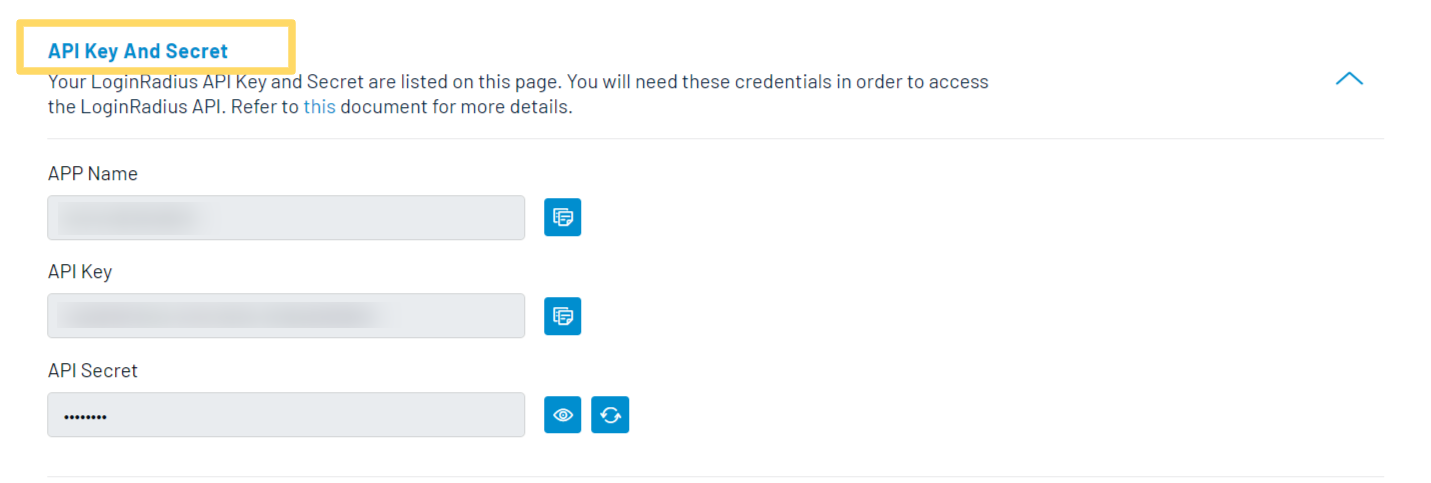 API Key And Secret
Your LoginRadius API Key and Secret are listed on this page. You will need these credentials in order to access
the LoginRadius API. Refer to this document for more details.
APP Name
API Key
API Secret
••••••••